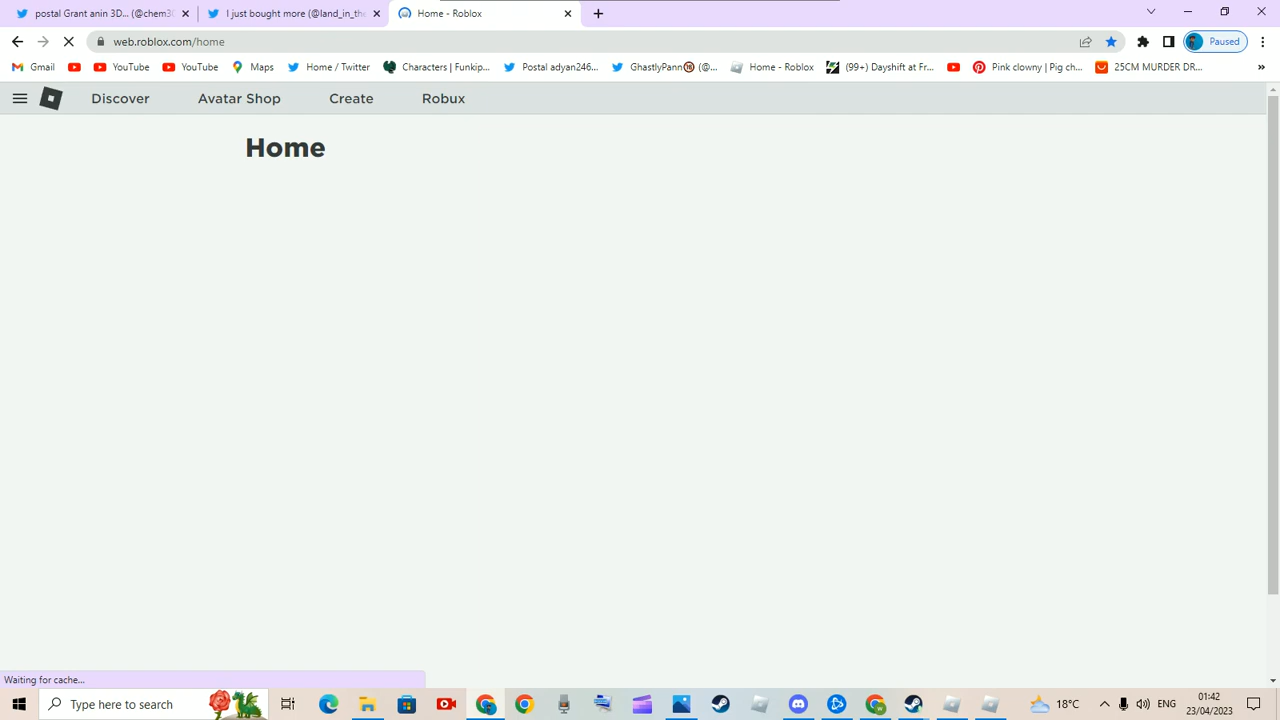 postal Grant anin 3D... (@chem30
I just bought more (@land_in_the
Home - Roblox
web.roblox.com/home
Paused
Gmail
YouTube
YouTube
Maps
Home / Twitter
Characters | Funkip...
Postal adyan246...
GhastlyPann🔞 (@...
Home - Roblox
(99+) Dayshift at Fr...
Pink clowny | Pig ch...
25CM MURDER DR...
»
Discover
Avatar Shop
Create
Robux
Home
Waiting for cache...
Type here to search
18°C
ENG
01:42
23/04/2023